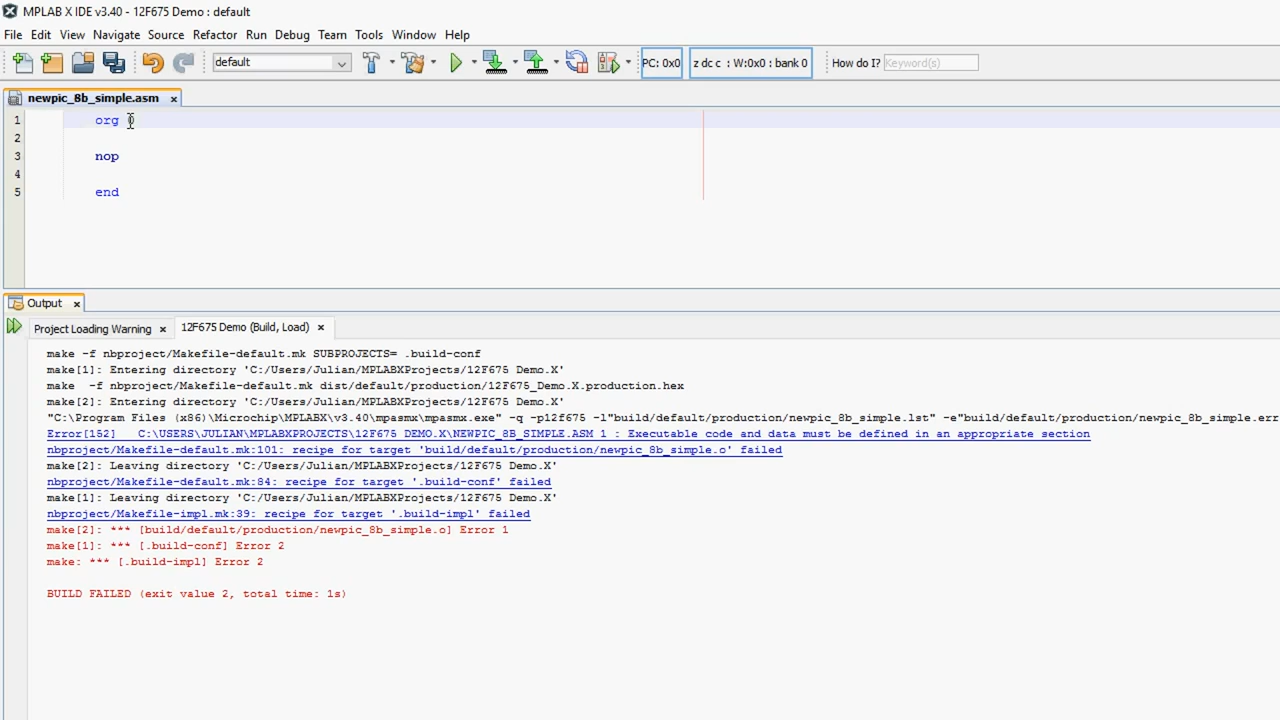 MPLAB X IDE v3.40 - 12F675 Demo : default
File Edit View Navigate Source Refactor Run Debug Team Tools Window Help
default PC: 0x0 z dc c : W:0x0 : bank 0 How do I? Keyword(s)
newpic_8b_simple.asm
1 org 0
2
3 nop
4
5 end
Output
Project Loading Warning 12F675 Demo (Build, Load)
make -f nbproject/Makefile-default.mk SUBPROJECTS= .build-conf
make[1]: Entering directory 'C:/Users/Julian/MPLABXProjects/12F675 Demo.X'
make  -f nbproject/Makefile-default.mk dist/default/production/12F675_Demo.X.production.hex
make[2]: Entering directory 'C:/Users/Julian/MPLABXProjects/12F675 Demo.X'
"C:\Program Files (x86)\Microchip\MPLABX\v3.40\mpasmx\mpasmx.exe" -q -p12f675 -l"build/default/production/newpic_8b_simple.lst" -e"build/default/production/newpic_8b_simple.err
Error[152]   C:\USERS\JULIAN\MPLABXPROJECTS\12F675 DEMO.X\NEWPIC_8B_SIMPLE.ASM 1 : Executable code and data must be defined in an appropriate section
nbproject/Makefile-default.mk:101: recipe for target 'build/default/production/newpic_8b_simple.o' failed
make[2]: Leaving directory 'C:/Users/Julian/MPLABXProjects/12F675 Demo.X'
nbproject/Makefile-default.mk:84: recipe for target '.build-conf' failed
make[1]: Leaving directory 'C:/Users/Julian/MPLABXProjects/12F675 Demo.X'
nbproject/Makefile-impl.mk:39: recipe for target '.build-impl' failed
make[2]: *** [build/default/production/newpic_8b_simple.o] Error 1
make[1]: *** [.build-conf] Error 2
make: *** [.build-impl] Error 2
BUILD FAILED (exit value 2, total time: 1s)